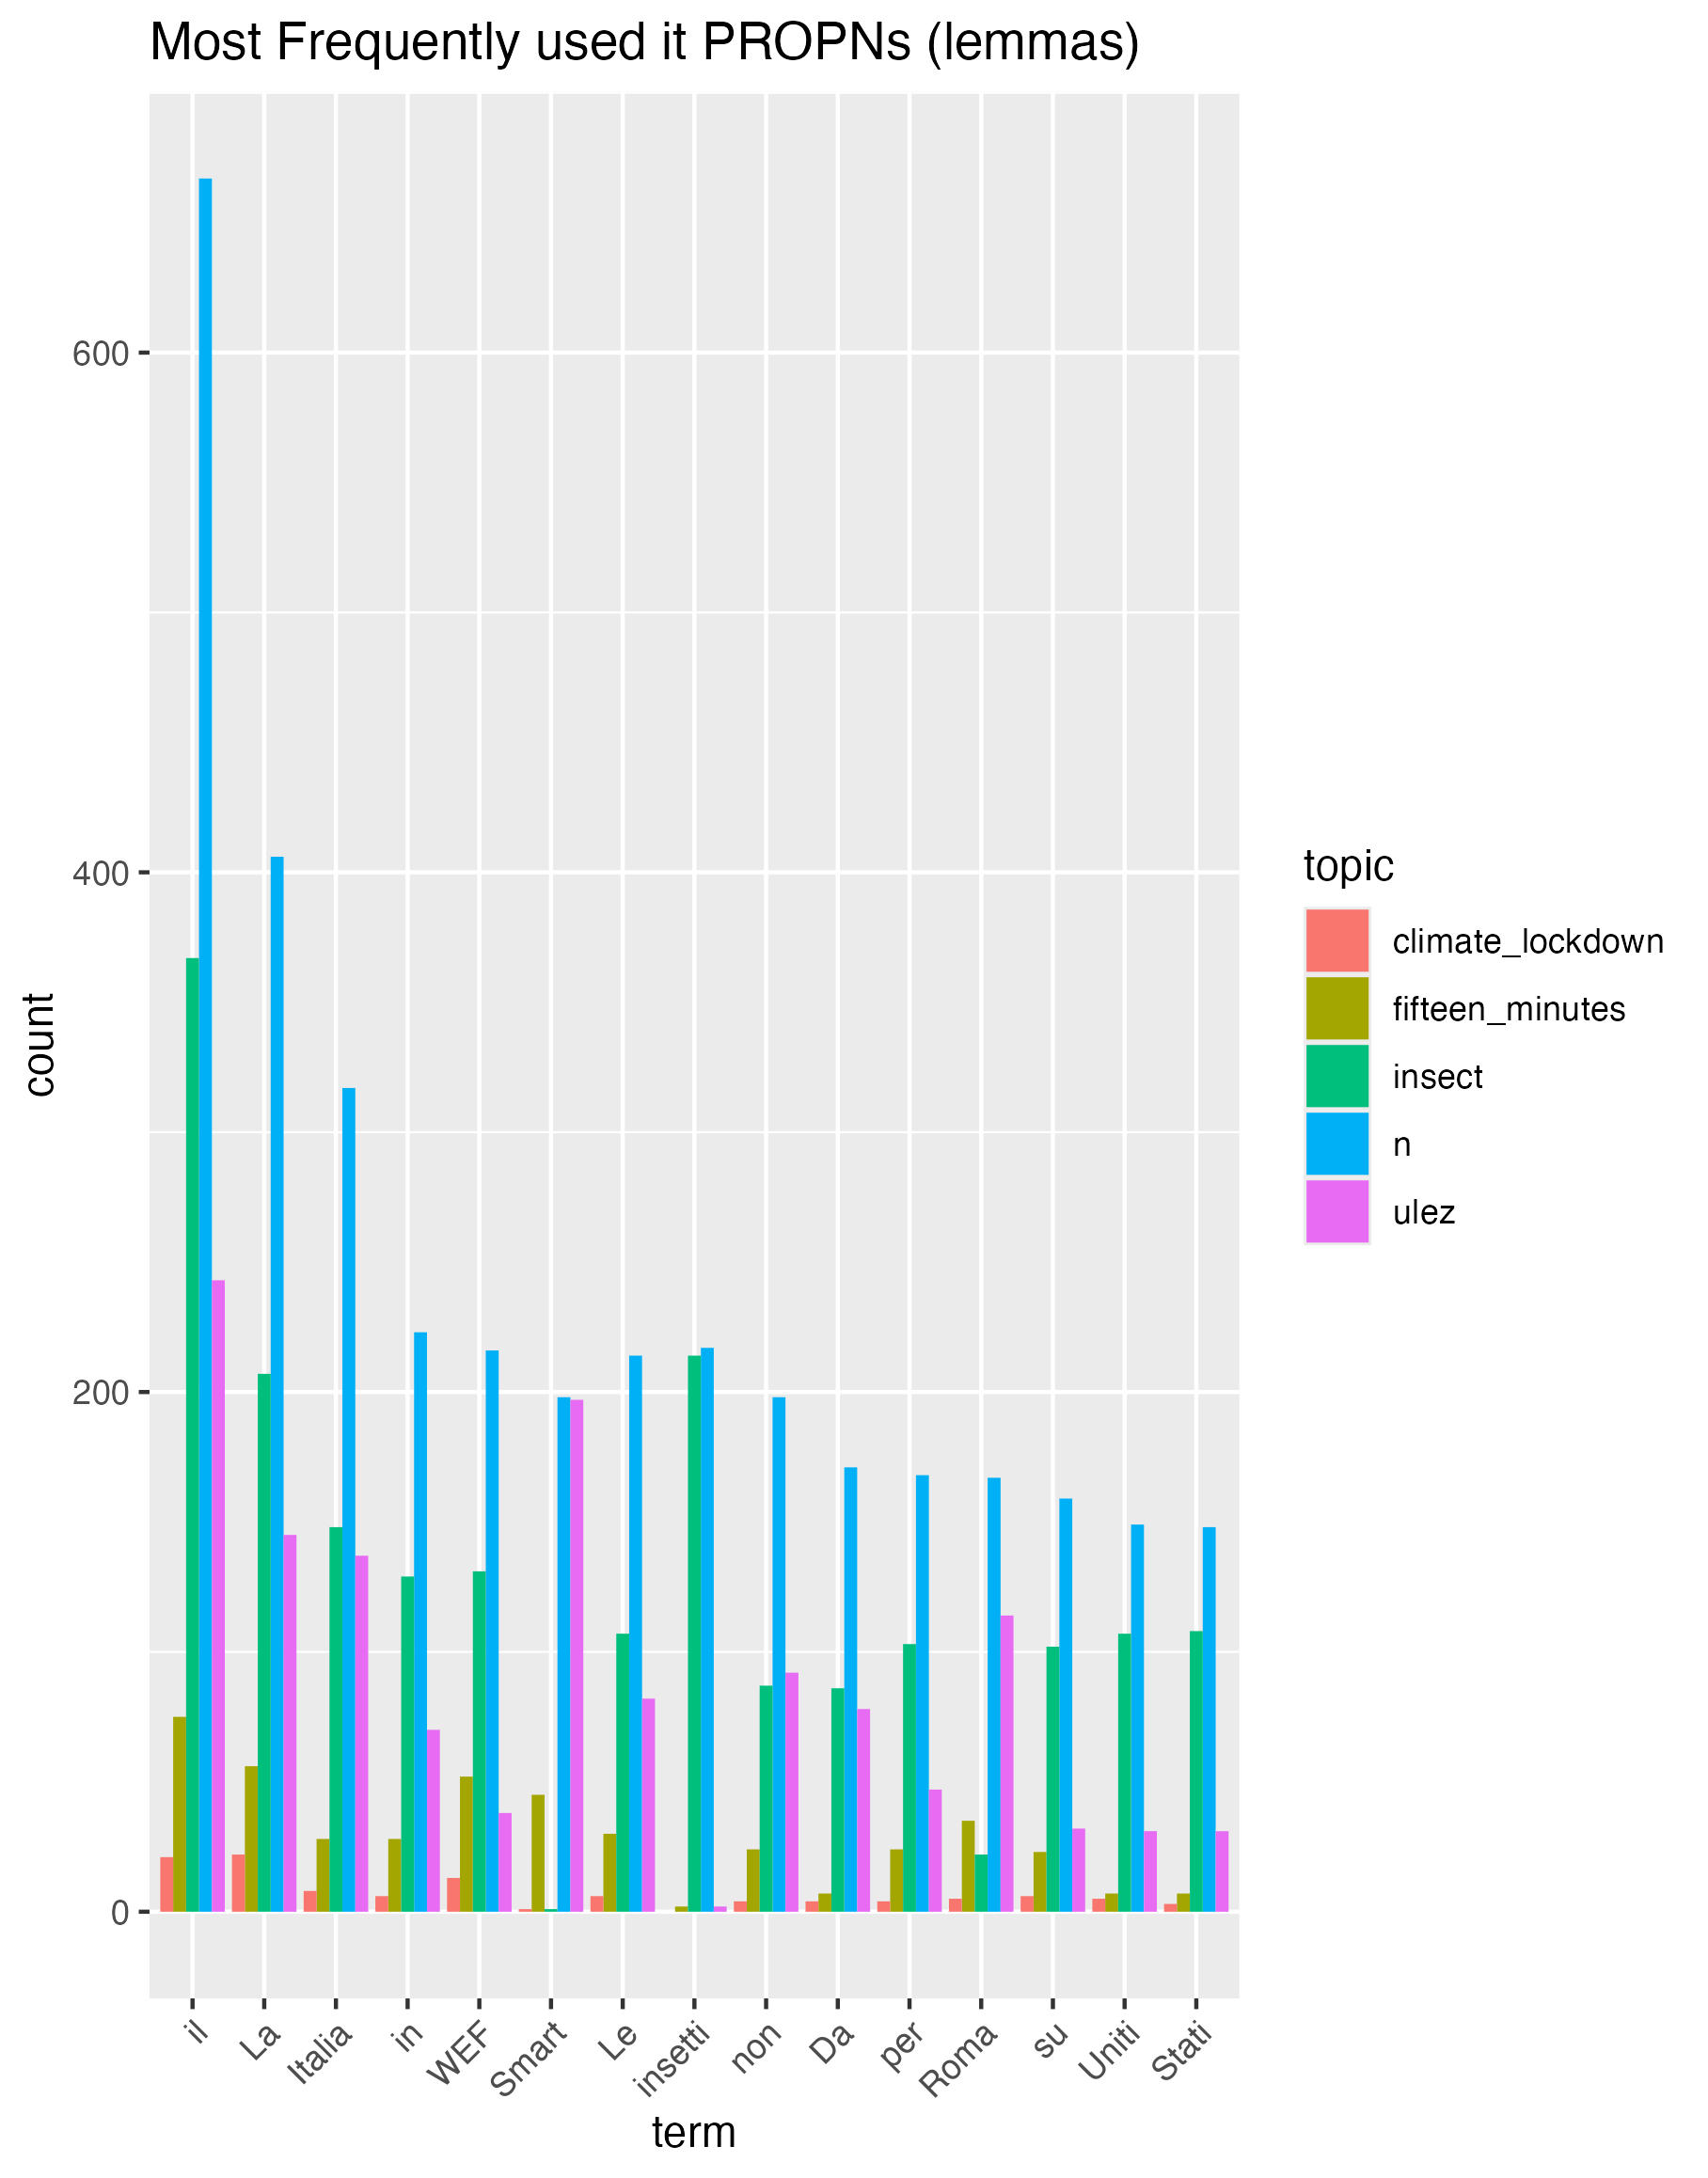 Most Frequently used it PROPNs (lemmas)
600
400
200
0
count
il
La
Italia
in
WEF
Smart
Le
insetti
non
Da
per
Roma
su
Uniti
Stati
term
topic
climate_lockdown
fifteen_minutes
insect
n
ulez